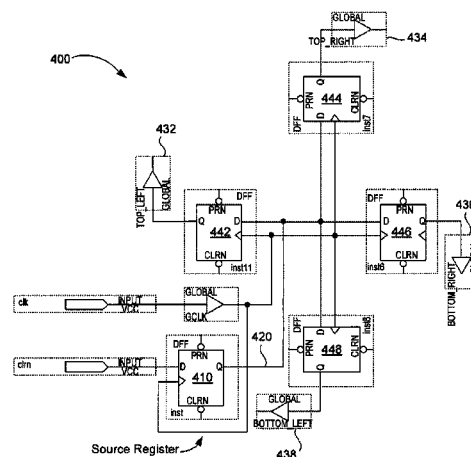 GLOBAL
434
TOP_RIGHT
400
Q
PRN 444 CLRN
DFF
D
inst7
432
TOP_LEFT
GLOBAL
DFF
PRN
Q D
442
CLRN
inst11
DFF
PRN
D Q
446
CLRN
inst6
BOTTOM_RIGHT
clk
INPUT
VCC
GLOBAL
GCLK
420
DFF
D
PRN 448 CLRN
inst8
Q
clrn
INPUT
VCC
DFF
PRN
D Q
410
CLRN
inst
GLOBAL
BOTTOM_LEFT
438
Source Register